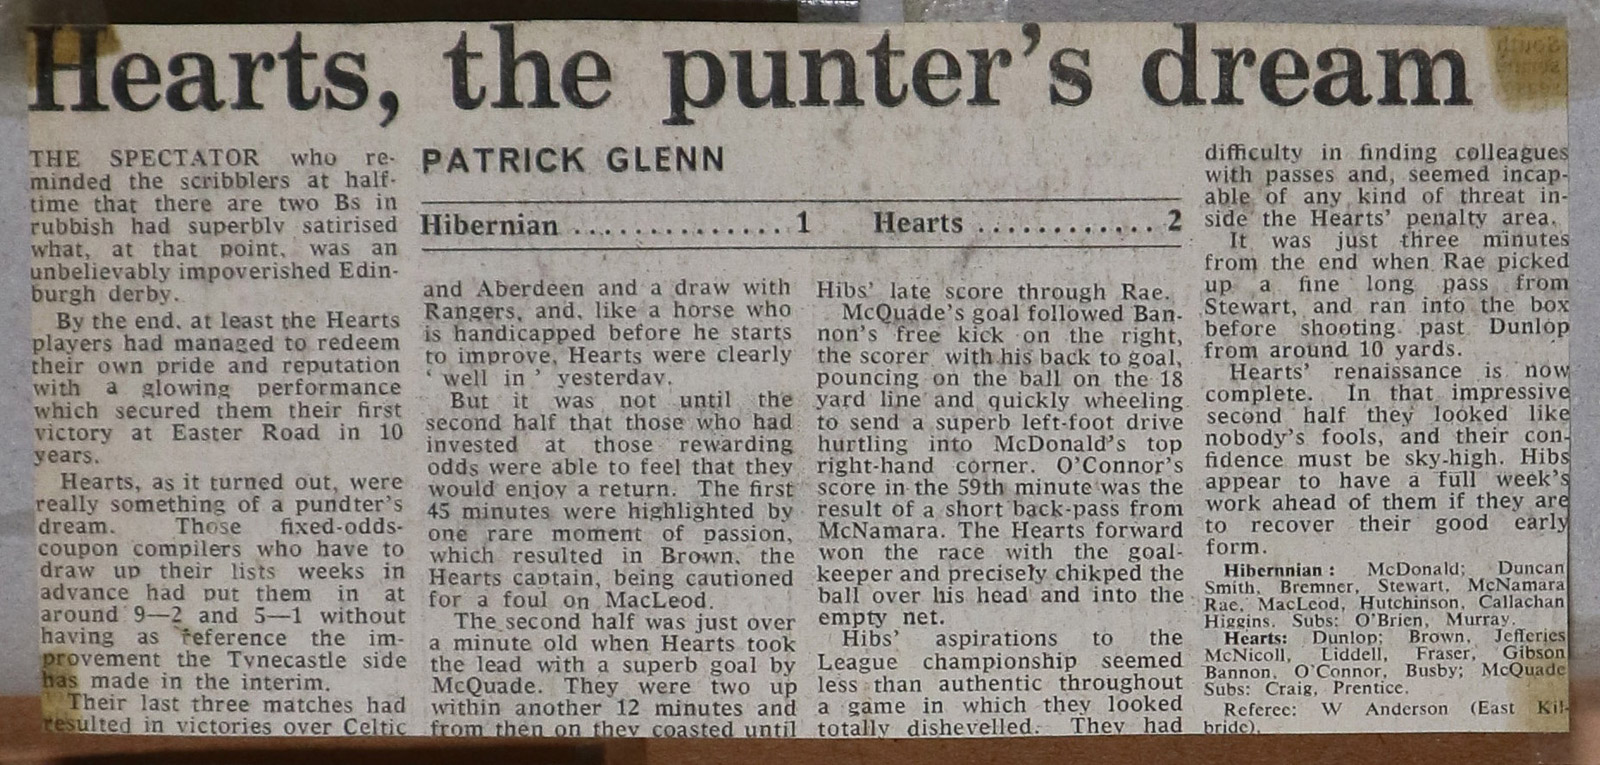 Hearts, the punter's dream
PATRICK GLENN
Hibernian .............. 1 Hearts ............ 2
THE SPECTATOR who re-
minded the scribblers at half-
time that there are two Bs in
rubbish had superbly satirised
what, at that point, was an
unbelievably impoverished Edin-
burgh derby.
By the end, at least the Hearts
players had managed to redeem
their own pride and reputation
with a glowing performance
which secured them their first
victory at Easter Road in 10
years.
Hearts, as it turned out, were
really something of a pundter's
dream. Those fixed-odds-
coupon compilers who have to
draw up their lists weeks in
advance had put them in at
around 9—2 and 5—1 without
having as reference the im-
provement the Tynecastle side
has made in the interim.
Their last three matches had
resulted in victories over Celtic
and Aberdeen and a draw with
Rangers, and, like a horse who
is handicapped before he starts
to improve, Hearts were clearly
' well in ' yesterday.
But it was not until the
second half that those who had
invested at those rewarding
odds were able to feel that they
would enjoy a return. The first
45 minutes were highlighted by
one rare moment of passion,
which resulted in Brown, the
Hearts captain, being cautioned
for a foul on MacLeod.
The second half was just over
a minute old when Hearts took
the lead with a superb goal by
McQuade. They were two up
within another 12 minutes and
from then on they coasted until
Hibs' late score through Rae.
McQuade's goal followed Ban-
non's free kick on the right,
the scorer with his back to goal,
pouncing on the ball on the 18
yard line and quickly wheeling
to send a superb left-foot drive
hurtling into McDonald's top
right-hand corner. O'Connor's
score in the 59th minute was the
result of a short back-pass from
McNamara. The Hearts forward
won the race with the goal-
keeper and precisely chikped the
ball over his head and into the
empty net.
Hibs' aspirations to the
League championship seemed
less than authentic throughout
a game in which they looked
totally dishevelled. They had
difficulty in finding colleagues
with passes and, seemed incap-
able of any kind of threat in-
side the Hearts' penalty area.
It was just three minutes
from the end when Rae picked
up a fine long pass from
Stewart, and ran into the box
before shooting past Dunlop
from around 10 yards.
Hearts' renaissance is now
complete. In that impressive
second half they looked like
nobody's fools, and their con-
fidence must be sky-high. Hibs
appear to have a full week's
work ahead of them if they are
to recover their good early
form.
Hibernnian : McDonald; Duncan
Smith, Bremner, Stewart, McNamara
Rae, MacLeod, Hutchinson, Callachan
Higgins. Subs: O'Brien, Murray.
Hearts: Dunlop; Brown, Jefferies
McNicoll, Liddell, Fraser, Gibson
Bannon, O'Connor, Busby; McQuade
Subs: Craig, Prentice.
Referee: W Anderson (East Kil-
bride).